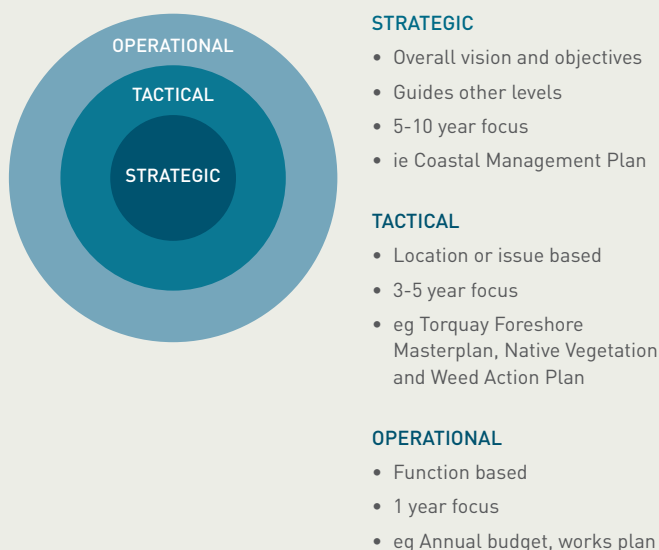 OPERATIONAL
TACTICAL
STRATEGIC
STRATEGIC
• Overall vision and objectives
• Guides other levels
• 5-10 year focus
• ie Coastal Management Plan
TACTICAL
• Location or issue based
• 3-5 year focus
• eg Torquay Foreshore
Masterplan, Native Vegetation
and Weed Action Plan
OPERATIONAL
• Function based
• 1 year focus
• eg Annual budget, works plan